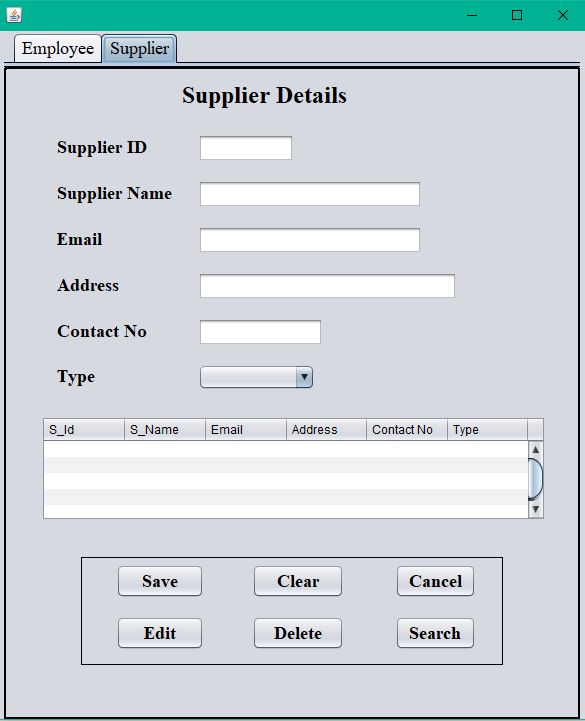 Employee Supplier
Supplier Details
Supplier ID
Supplier Name
Email
Address
Contact No
Type
S_Id S_Name Email Address Contact No Type
Save Clear Cancel
Edit Delete Search